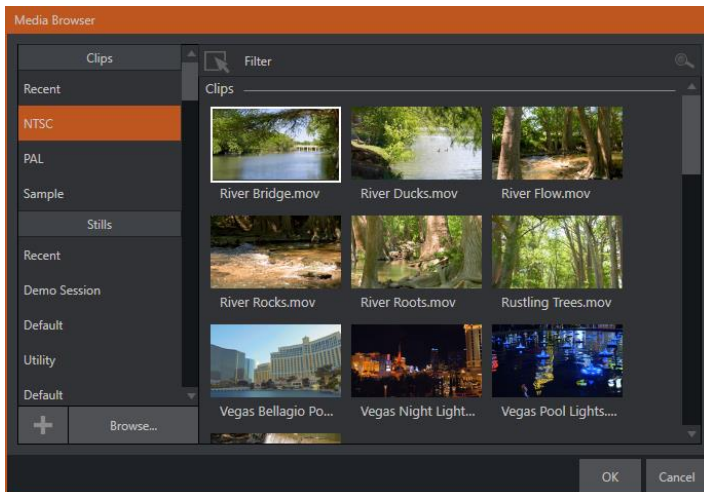 Media Browser
Clips
Recent
NTSC
PAL
Sample
Stills
Recent
Demo Session
Default
Utility
Default
Browse...
Filter
Clips
River Bridge.mov
River Ducks.mov
River Flow.mov
River Rocks.mov
River Roots.mov
Rustling Trees.mov
Vegas Bellagio Po...
Vegas Night Light...
Vegas Pool Lights....
OK
Cancel